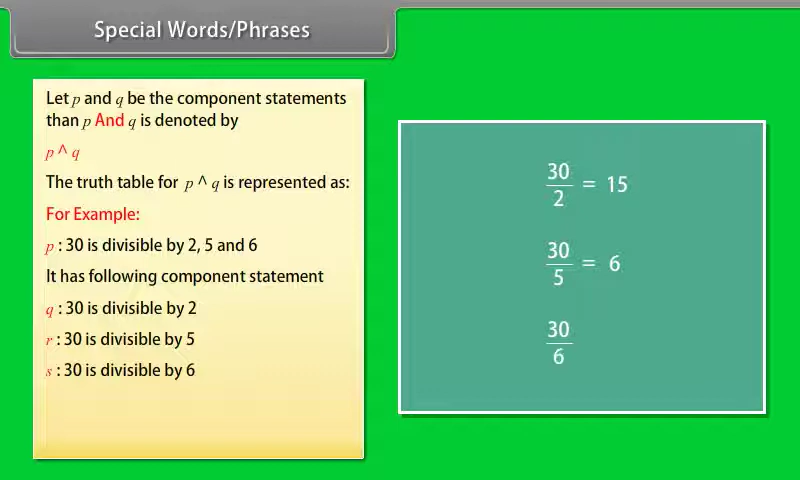 Special Words/Phrases
Let p and q be the component statements
than p And q is denoted by
p ^ q
The truth table for p ^ q is represented as:
For Example:
p : 30 is divisible by 2, 5 and 6
It has following component statement
q : 30 is divisible by 2
r : 30 is divisible by 5
s : 30 is divisible by 6
30/2 = 15
30/5 = 6
30/6